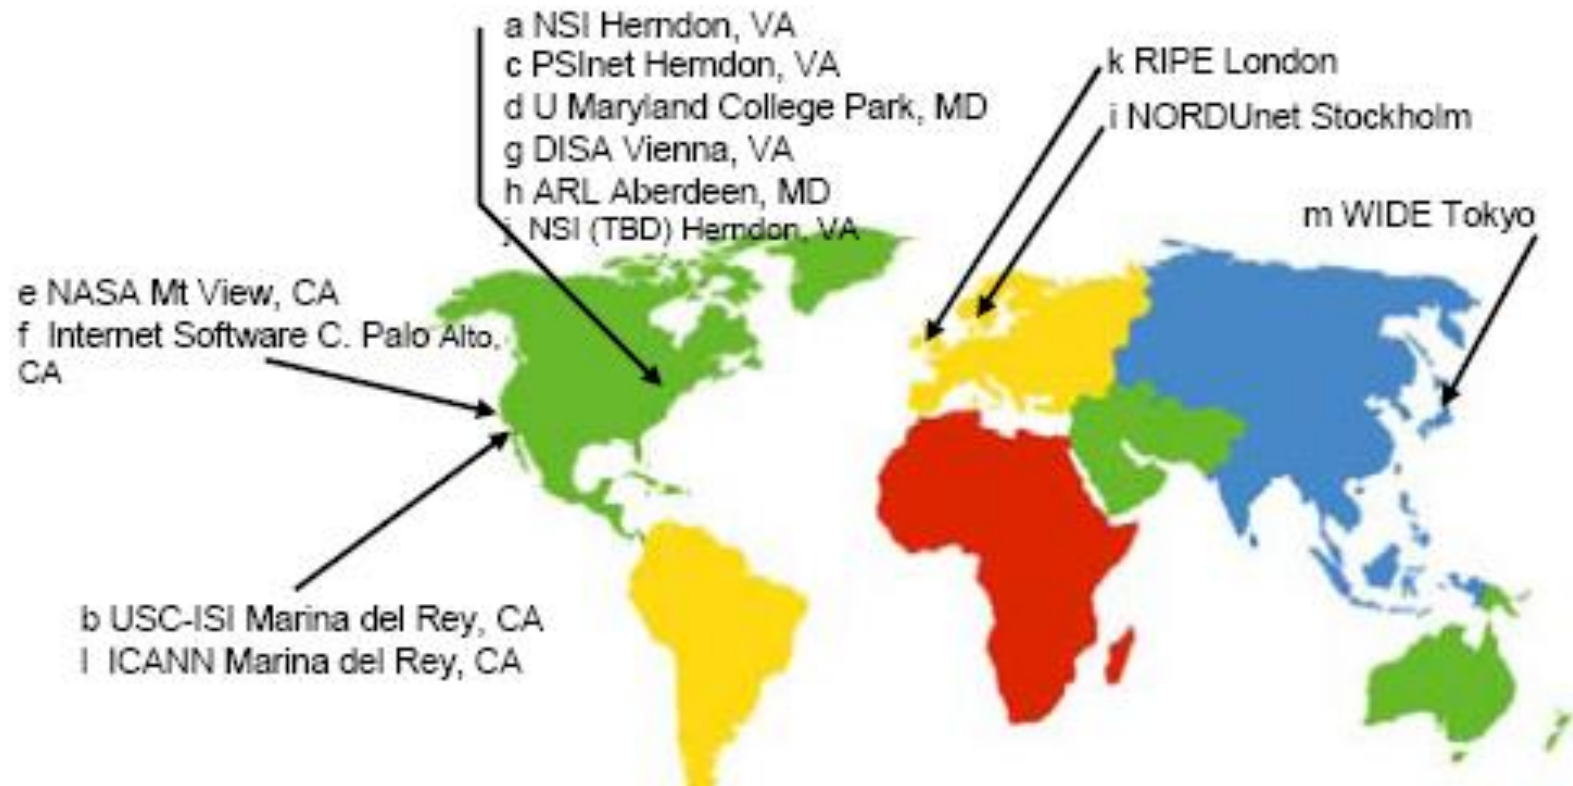 a NSI Herndon, VA
c PSInet Herndon, VA
d U Maryland College Park, MD
g DISA Vienna, VA
h ARL Aberdeen, MD
j NSI (TBD) Herndon, VA
k RIPE London
i NORDUnet Stockholm
m WIDE Tokyo
e NASA Mt View, CA
f Internet Software C. Palo Alto,
CA
b USC-ISI Marina del Rey, CA
l ICANN Marina del Rey, CA